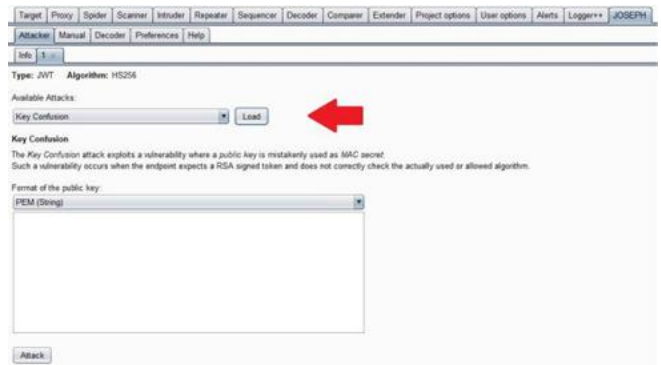 Target Proxy Spider Scanner Intruder Repeater Sequencer Decoder Comparer Extender Project options User options Alerts Logger++ JOSEPH
Attacker Manual Decoder Preferences Help
Info 1
Type: JWT Algorithm: HS256
Available Attacks:
Key Confusion Load
Key Confusion
The Key Confusion attack exploits a vulnerability where a public key is mistakenly used as MAC secret.
Such a vulnerability occurs when the endpoint expects a RSA signed token and does not correctly check the actually used or allowed algorithm.
Format of the public key
PEM (String)
Attack